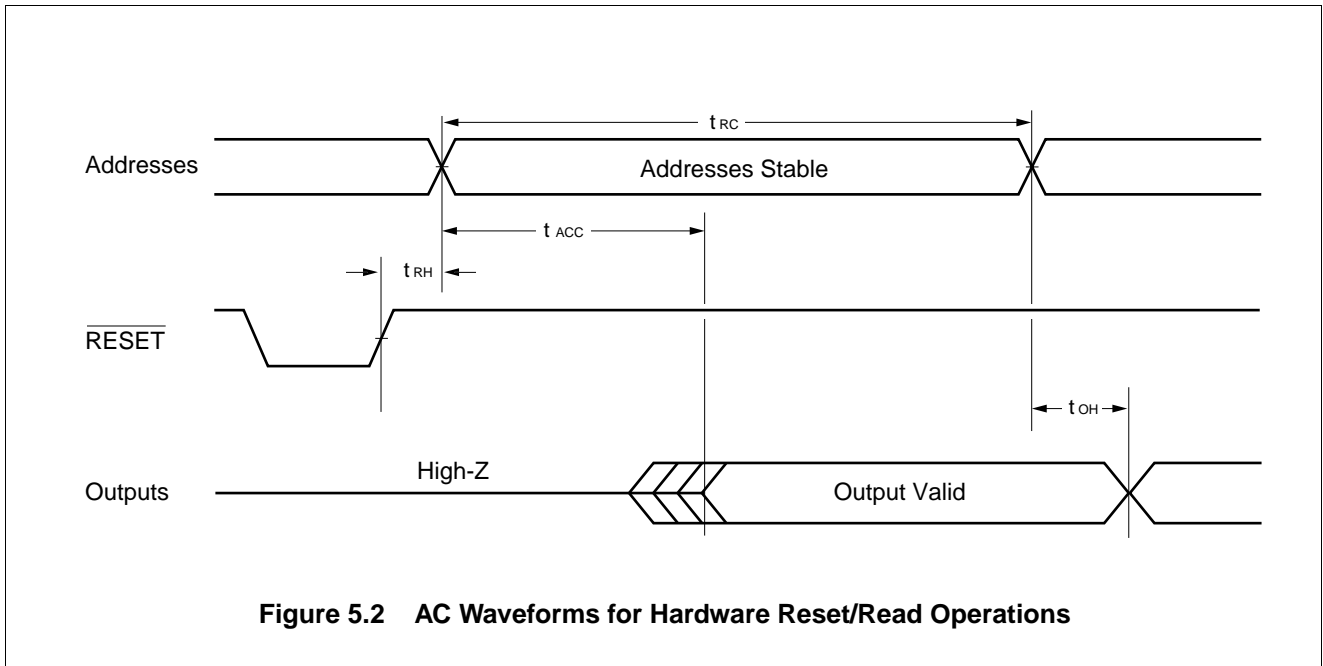 t RC
Addresses
Addresses Stable
t ACC
t RH
RESET
t OH
High-Z
Outputs
Output Valid
Figure 5.2 AC Waveforms for Hardware Reset/Read Operations